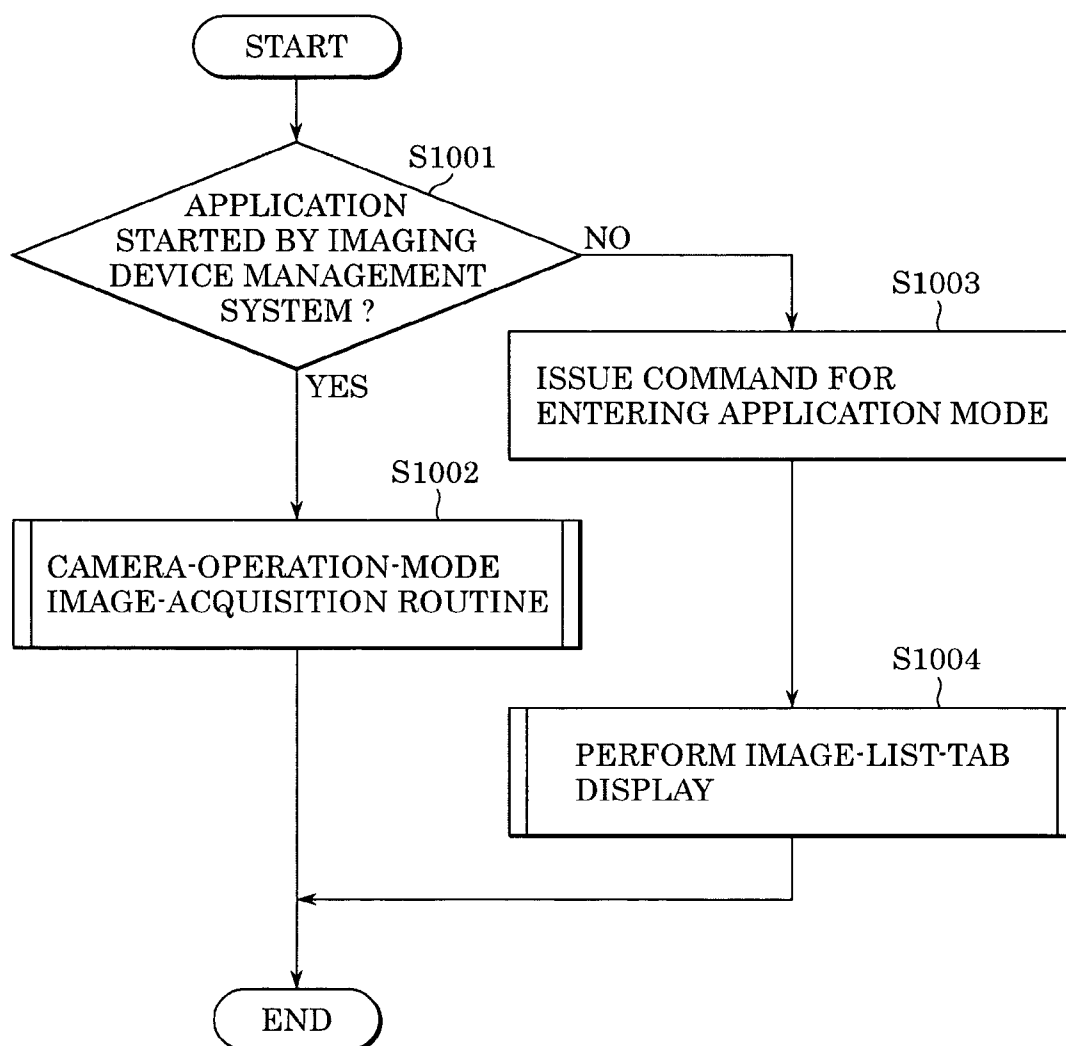 START
S1001
APPLICATION
STARTED BY IMAGING
DEVICE MANAGEMENT
SYSTEM ?
NO
YES
S1003
ISSUE COMMAND FOR
ENTERING APPLICATION MODE
S1002
CAMERA-OPERATION-MODE
IMAGE-ACQUISITION ROUTINE
S1004
PERFORM IMAGE-LIST-TAB
DISPLAY
END